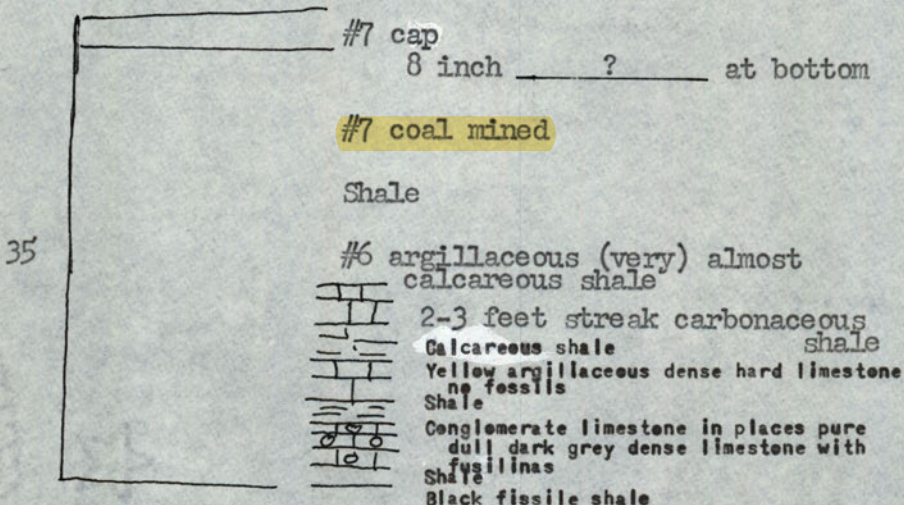 #7 cap
8 inch ? at bottom
#7 coal mined
Shale
35
#6 argillaceous (very) almost
calcareous shale
2-3 feet streak carbonaceous
shale
Calcareous shale
Yellow argillaceous dense hard limestone
no fossils
Shale
Conglomerate limestone in places pure
dull dark grey dense limestone with
fusilinas
Shale
Black fissile shale